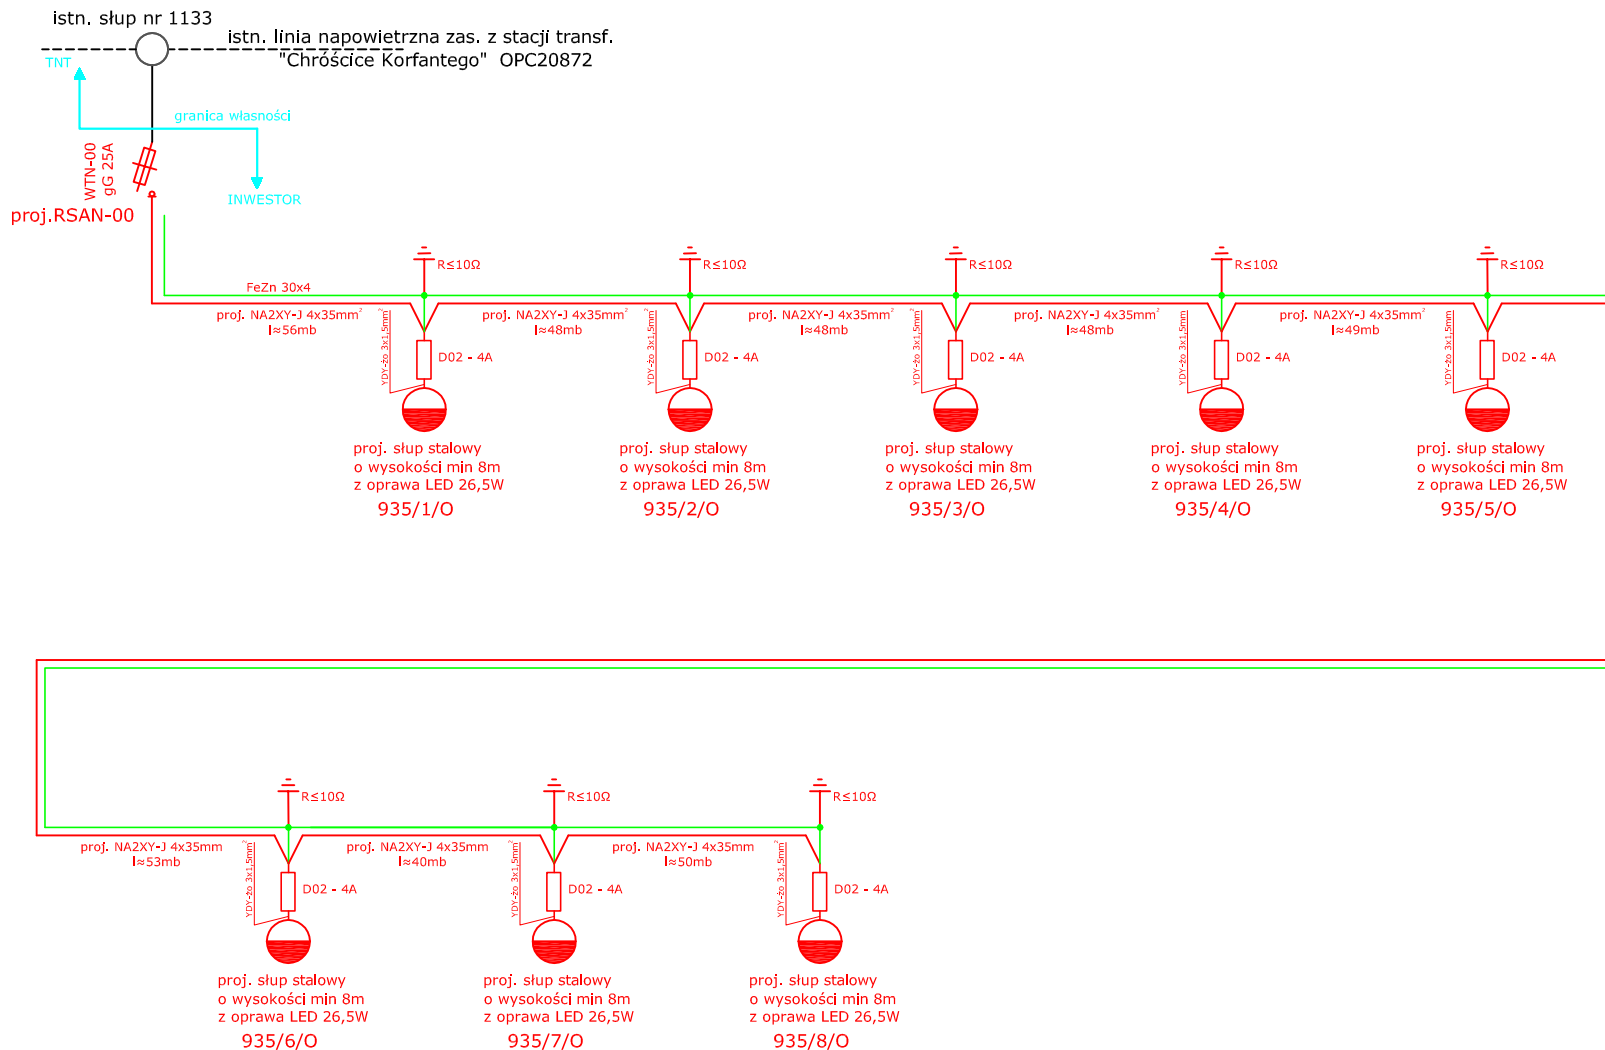 istn. słup nr 1133
istn. linia napowietrzna zas. z stacji transf.
"Chróścice Korfantego" OPC20872
TNT
granica własności
INWESTOR
WTN-00
gG 25A
proj.RSAN-00
FeZn 30x4
R≤10Ω
R≤10Ω
R≤10Ω
R≤10Ω
R≤10Ω
proj. NA2XY-J 4x35mm²
l≈56mb
proj. NA2XY-J 4x35mm²
l≈48mb
proj. NA2XY-J 4x35mm²
l≈48mb
proj. NA2XY-J 4x35mm²
l≈48mb
proj. NA2XY-J 4x35mm²
l≈49mb
YDY-żo 3x1,5mm²
YDY-żo 3x1,5mm²
YDY-żo 3x1,5mm²
YDY-żo 3x1,5mm²
YDY-żo 3x1,5mm²
D02 - 4A
D02 - 4A
D02 - 4A
D02 - 4A
D02 - 4A
proj. słup stalowy
o wysokości min 8m
z oprawa LED 26,5W
935/1/O
proj. słup stalowy
o wysokości min 8m
z oprawa LED 26,5W
935/2/O
proj. słup stalowy
o wysokości min 8m
z oprawa LED 26,5W
935/3/O
proj. słup stalowy
o wysokości min 8m
z oprawa LED 26,5W
935/4/O
proj. słup stalowy
o wysokości min 8m
z oprawa LED 26,5W
935/5/O
R≤10Ω
R≤10Ω
R≤10Ω
proj. NA2XY-J 4x35mm
l≈53mb
proj. NA2XY-J 4x35mm
l≈40mb
proj. NA2XY-J 4x35mm
l≈50mb
YDY-żo 3x1,5mm²
YDY-żo 3x1,5mm²
YDY-żo 3x1,5mm²
D02 - 4A
D02 - 4A
D02 - 4A
proj. słup stalowy
o wysokości min 8m
z oprawa LED 26,5W
935/6/O
proj. słup stalowy
o wysokości min 8m
z oprawa LED 26,5W
935/7/O
proj. słup stalowy
o wysokości min 8m
z oprawa LED 26,5W
935/8/O